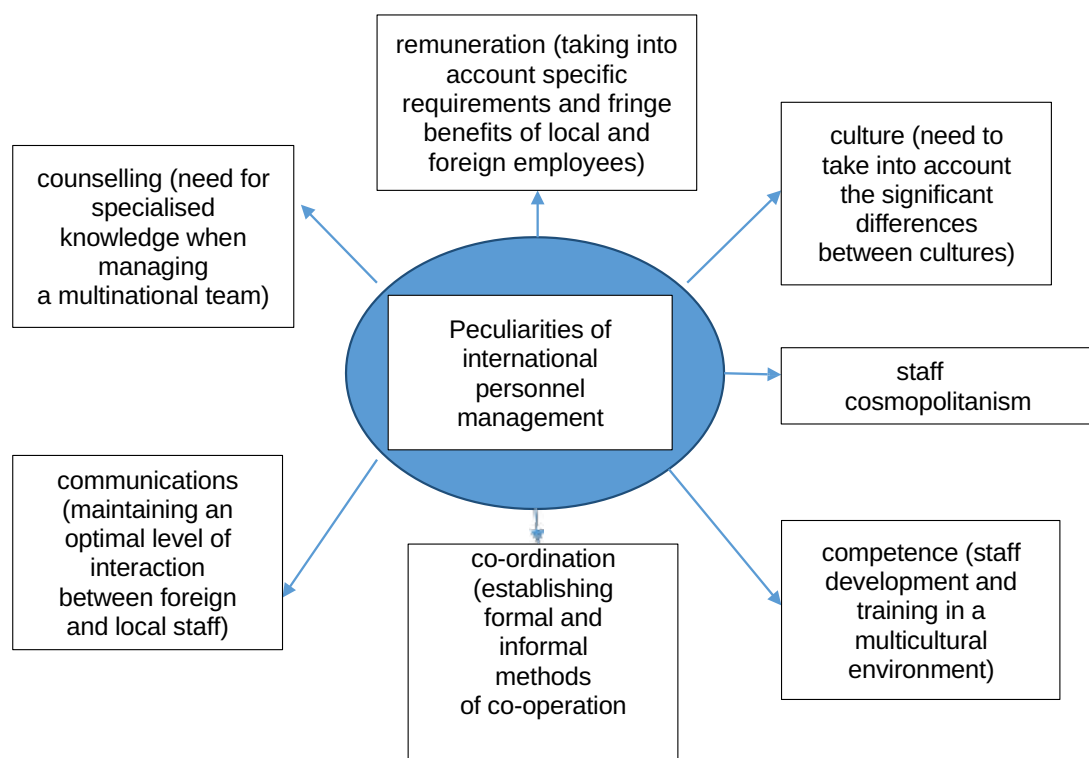 remuneration (taking into
account specific
requirements and fringe
benefits of local and
foreign employees)
counselling (need for
specialised
knowledge when
managing
a multinational team)
culture (need to
take into account
the significant
differences
between cultures)
Peculiarities of
international
personnel
management
staff
cosmopolitanism
communications
(maintaining an
optimal level of
interaction
between foreign
and local staff)
co-ordination
(establishing
formal and
informal
methods
of co-operation
competence (staff
development and
training in a
multicultural
environment)